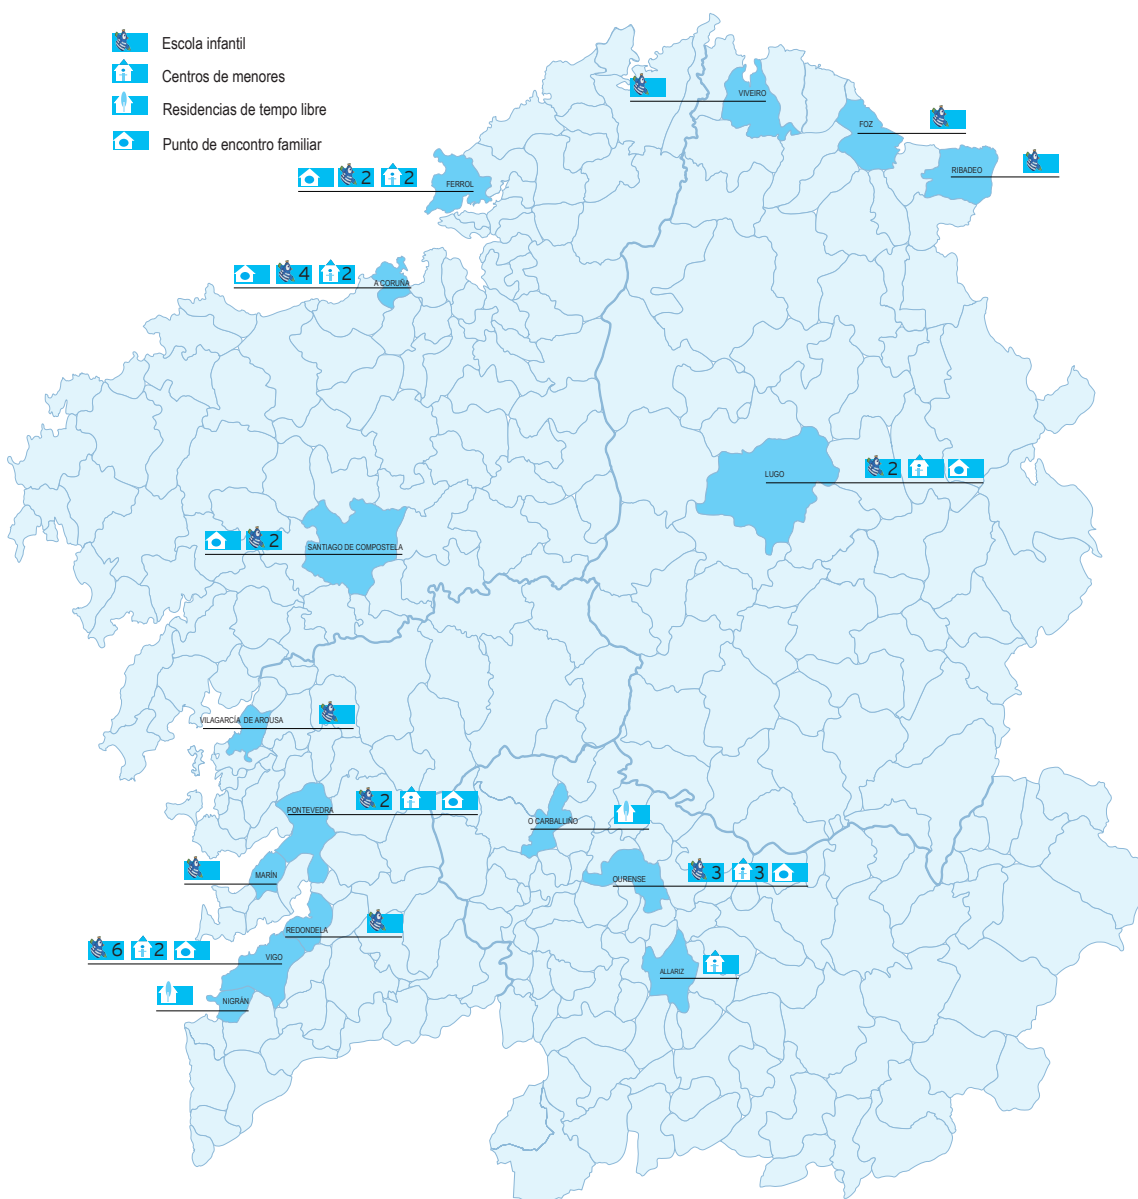 Escola infantil
Centros de menores
Residencias de tempo libre
Punto de encontro familiar
VIVEIRO
FOZ
RIBADEO
2 2
FERROL
4 2
A CORUÑA
LUGO
2
2
SANTIAGO DE COMPOSTELA
VILAGARCÍA DE AROUSA
2
PONTEVEDRA
O CARBALLIÑO
MARÍN
3 3
OURENSE
REDONDELA
6 2
VIGO
ALLARIZ
NIGRÁN